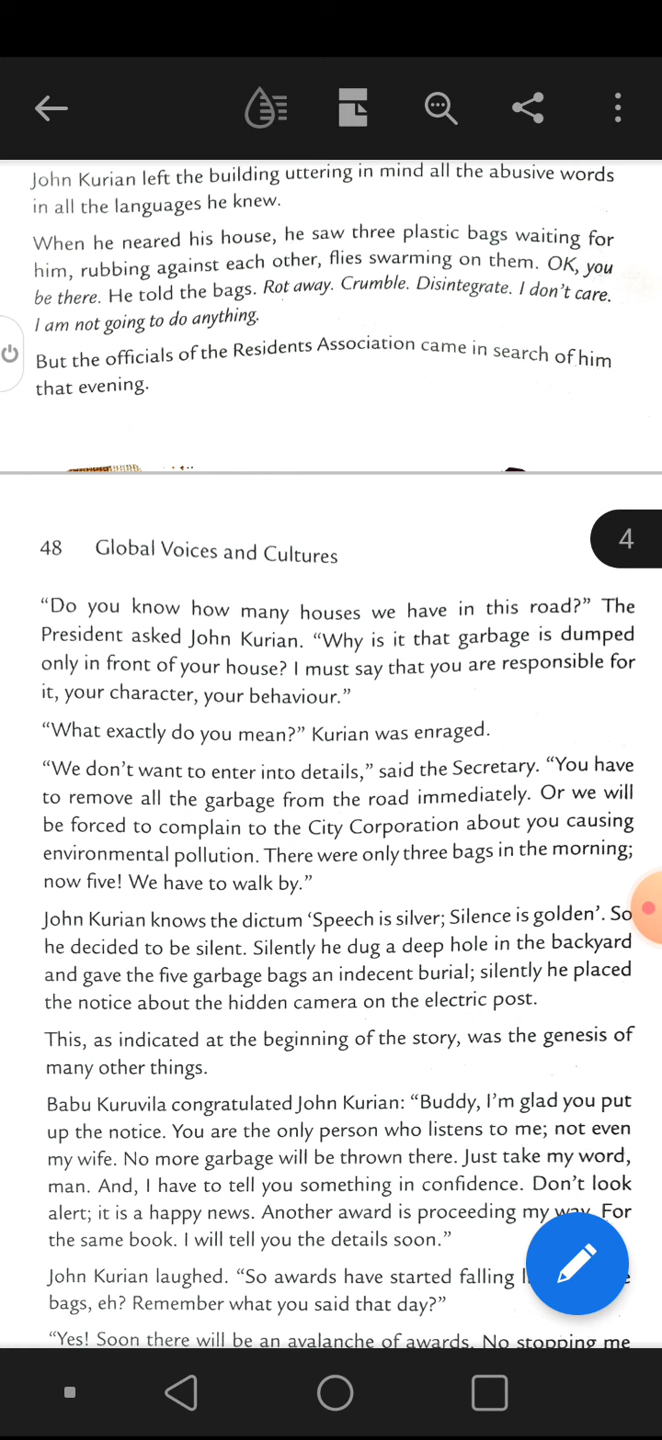 John Kurian left the building uttering in mind all the abusive words
in all the languages he knew.
When he neared his house, he saw three plastic bags waiting for
him, rubbing against each other, flies swarming on them. OK, you
be there. He told the bags. Rot away. Crumble. Disintegrate. I don't care.
I am not going to do anything.
But the officials of the Residents Association came in search of him
that evening.
48 Global Voices and Cultures
4
“Do you know how many houses we have in this road?” The
President asked John Kurian. “Why is it that garbage is dumped
only in front of your house? I must say that you are responsible for
it, your character, your behaviour.”
“What exactly do you mean?” Kurian was enraged.
“We don't want to enter into details,” said the Secretary. “You have
to remove all the garbage from the road immediately. Or we will
be forced to complain to the City Corporation about you causing
environmental pollution. There were only three bags in the morning;
now five! We have to walk by.”
John Kurian knows the dictum ‘Speech is silver; Silence is golden’. So
he decided to be silent. Silently he dug a deep hole in the backyard
and gave the five garbage bags an indecent burial; silently he placed
the notice about the hidden camera on the electric post.
This, as indicated at the beginning of the story, was the genesis of
many other things.
Babu Kuruvila congratulated John Kurian: “Buddy, I'm glad you put
up the notice. You are the only person who listens to me; not even
my wife. No more garbage will be thrown there. Just take my word,
man. And, I have to tell you something in confidence. Don't look
alert; it is a happy news. Another award is proceeding my way. For
the same book. I will tell you the details soon.”
John Kurian laughed. “So awards have started falling
bags, eh? Remember what you said that day?”
“Yes! Soon there will be an avalanche of awards. No stopping me